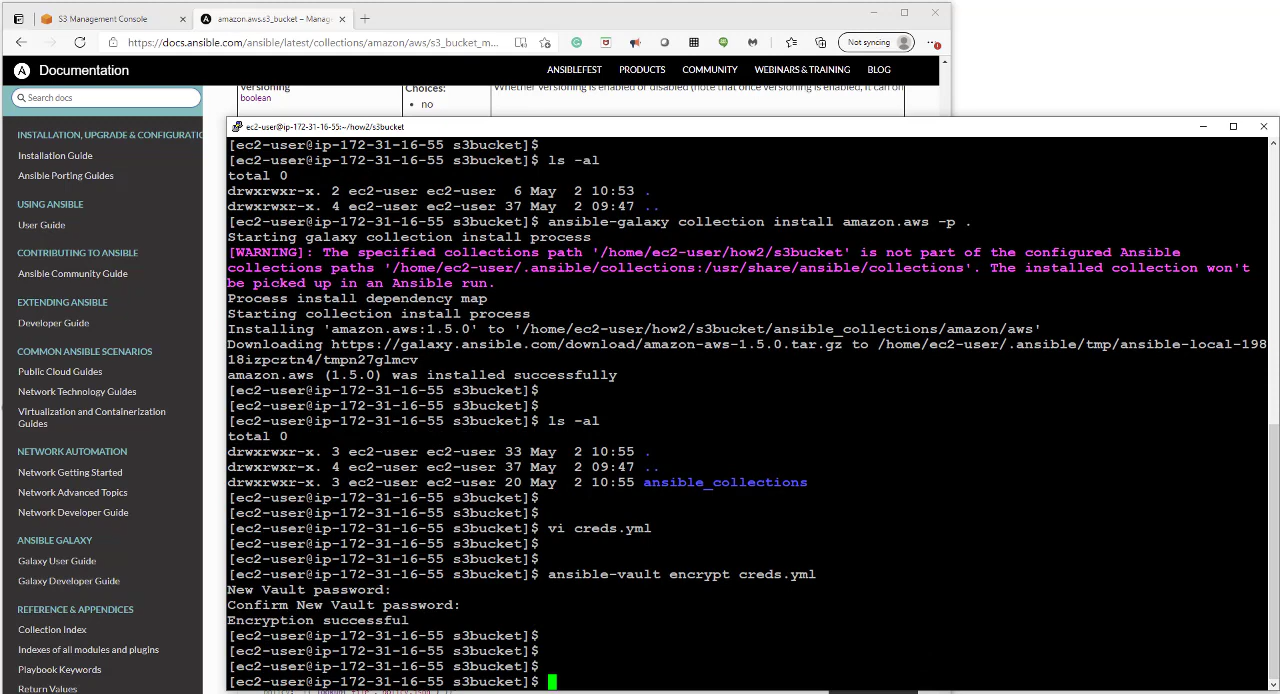 S3 Management Console
amazon.aws.s3_bucket – Manage
https://docs.ansible.com/ansible/latest/collections/amazon/aws/s3_bucket_m...
Not syncing
Documentation
ANSIBLEFEST
PRODUCTS
COMMUNITY
WEBINARS & TRAINING
BLOG
Search docs
versioning
boolean
Choices:
• no
Whether versioning is enabled or disabled (note that once versioning is enabled, it can on
INSTALLATION, UPGRADE & CONFIGURATIO
Installation Guide
Ansible Porting Guides
USING ANSIBLE
User Guide
CONTRIBUTING TO ANSIBLE
Ansible Community Guide
EXTENDING ANSIBLE
Developer Guide
COMMON ANSIBLE SCENARIOS
Public Cloud Guides
Network Technology Guides
Virtualization and Containerization
Guides
NETWORK AUTOMATION
Network Getting Started
Network Advanced Topics
Network Developer Guide
ANSIBLE GALAXY
Galaxy User Guide
Galaxy Developer Guide
REFERENCE & APPENDICES
Collection Index
Indexes of all modules and plugins
Playbook Keywords
Return Values
ec2-user@ip-172-31-16-55:~/how2/s3bucket
[ec2-user@ip-172-31-16-55 s3bucket]$
[ec2-user@ip-172-31-16-55 s3bucket]$ ls -al
total 0
drwxrwxr-x. 2 ec2-user ec2-user  6 May  2 10:53 .
drwxrwxr-x. 4 ec2-user ec2-user 37 May  2 09:47 ..
[ec2-user@ip-172-31-16-55 s3bucket]$ ansible-galaxy collection install amazon.aws -p .
Starting galaxy collection install process
[WARNING]: The specified collections path '/home/ec2-user/how2/s3bucket' is not part of the configured Ansible
collections paths '/home/ec2-user/.ansible/collections:/usr/share/ansible/collections'. The installed collection won't
be picked up in an Ansible run.
Process install dependency map
Starting collection install process
Installing 'amazon.aws:1.5.0' to '/home/ec2-user/how2/s3bucket/ansible_collections/amazon/aws'
Downloading https://galaxy.ansible.com/download/amazon-aws-1.5.0.tar.gz to /home/ec2-user/.ansible/tmp/ansible-local-198
18izpcztn4/tmpn27glmcv
amazon.aws (1.5.0) was installed successfully
[ec2-user@ip-172-31-16-55 s3bucket]$
[ec2-user@ip-172-31-16-55 s3bucket]$
[ec2-user@ip-172-31-16-55 s3bucket]$ ls -al
total 0
drwxrwxr-x. 3 ec2-user ec2-user 33 May  2 10:55 .
drwxrwxr-x. 4 ec2-user ec2-user 37 May  2 09:47 ..
drwxrwxr-x. 3 ec2-user ec2-user 20 May  2 10:55 ansible_collections
[ec2-user@ip-172-31-16-55 s3bucket]$
[ec2-user@ip-172-31-16-55 s3bucket]$
[ec2-user@ip-172-31-16-55 s3bucket]$ vi creds.yml
[ec2-user@ip-172-31-16-55 s3bucket]$
[ec2-user@ip-172-31-16-55 s3bucket]$
[ec2-user@ip-172-31-16-55 s3bucket]$ ansible-vault encrypt creds.yml
New Vault password:
Confirm New Vault password:
Encryption successful
[ec2-user@ip-172-31-16-55 s3bucket]$
[ec2-user@ip-172-31-16-55 s3bucket]$
[ec2-user@ip-172-31-16-55 s3bucket]$
[ec2-user@ip-172-31-16-55 s3bucket]$